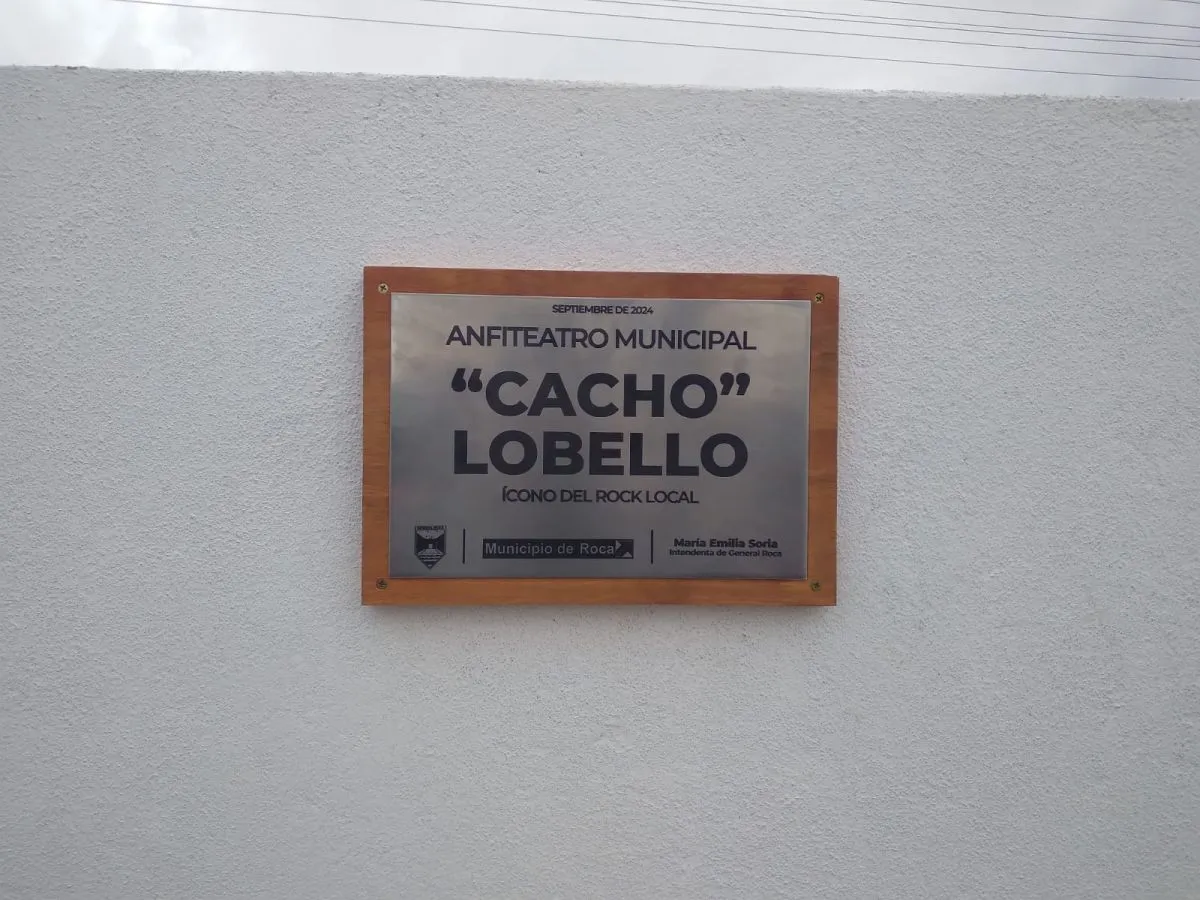 SEPTIEMBRE DE 2024
ANFITEATRO MUNICIPAL
“CACHO”
LOBELLO
ÍCONO DEL ROCK LOCAL
Municipio de Roca
María Emilia Soria
Intendenta de General Roca